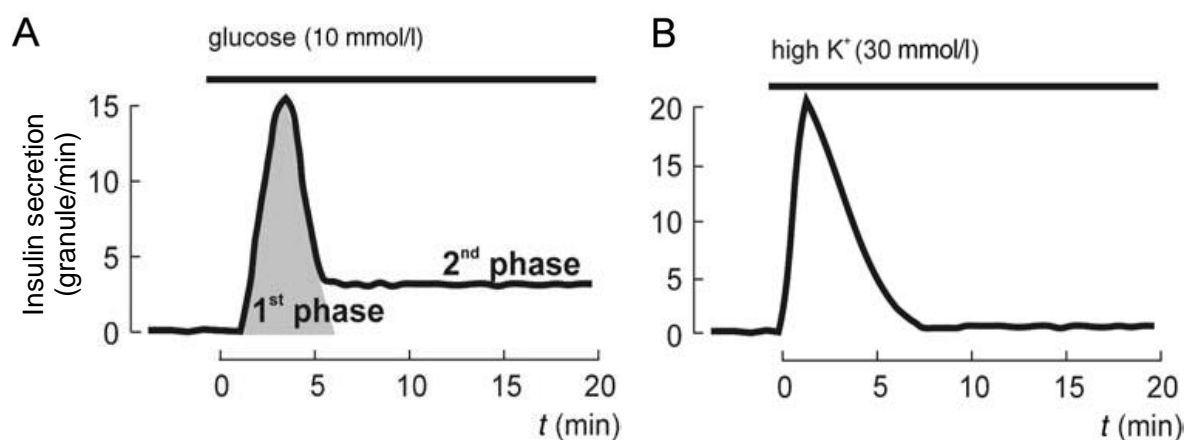 A
glucose (10 mmol/l)
Insulin secretion
(granule/min)
15
10
5
0
1st phase
2nd phase
0 5 10 15 20
t (min)
B
high K⁺ (30 mmol/l)
20
15
10
5
0
0 5 10 15 20
t (min)